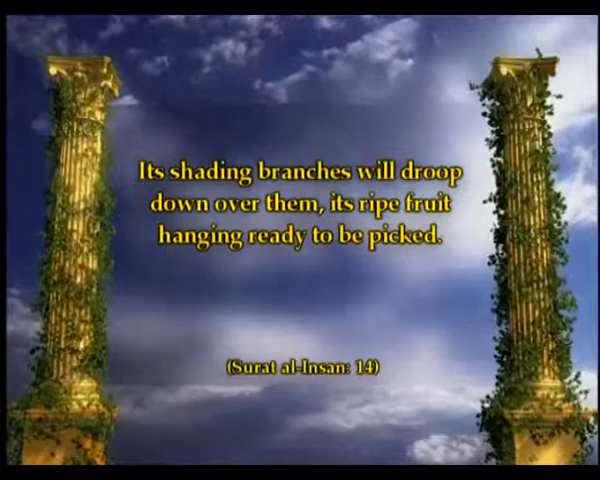 Its shading branches will droop
down over them, its ripe fruit
hanging ready to be picked.
(Surat al-Insan: 14)